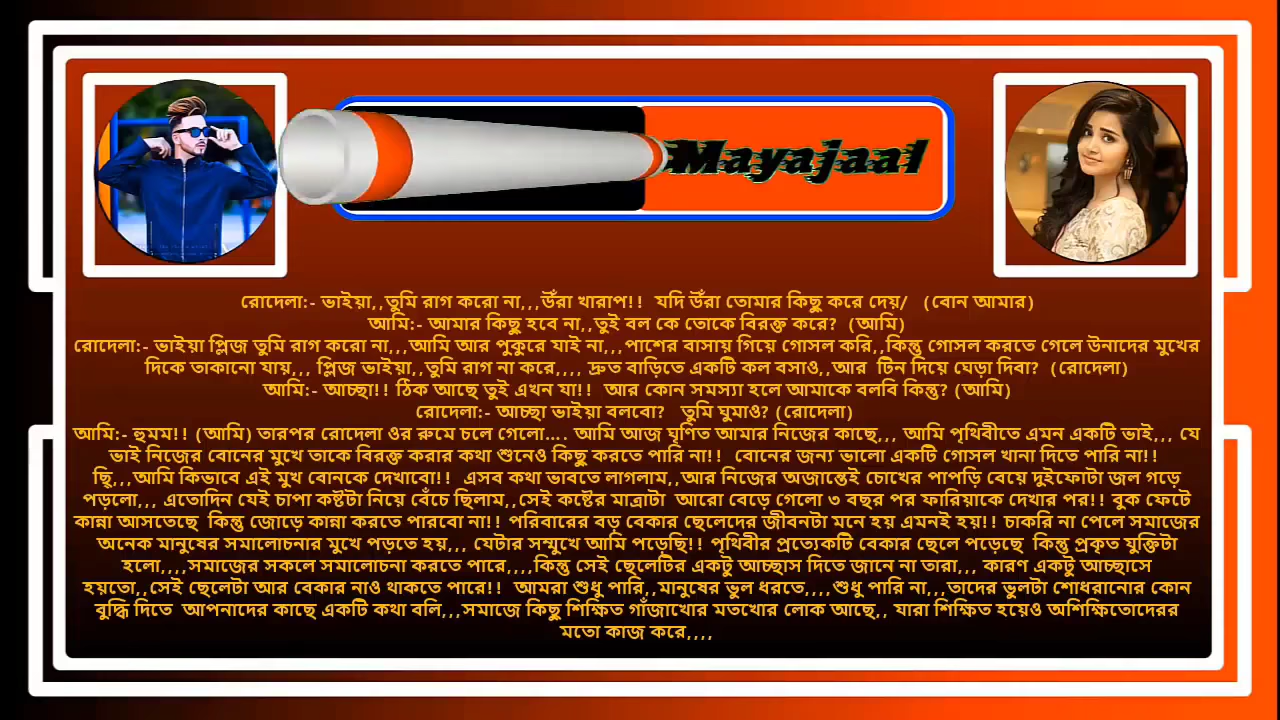 Mayajaal
রোদেলা:- ভাইয়া,,তুমি রাগ করো না,,,উঁরা খারাপ!! যদি উঁরা তোমার কিছু করে দেয়/ (বোন আমার)
আমি:- আমার কিছু হবে না,,তুই বল কে তোকে বিরক্ত করে? (আমি)
রোদেলা:- ভাইয়া প্লিজ তুমি রাগ করো না,,,আমি আর পুকুরে যাই না,,,পাশের বাসায় গিয়ে গোসল করি,,কিন্তু গোসল করতে গেলে উনাদের মুখের
দিকে তাকানো যায়,,, প্লিজ ভাইয়া,,তুমি রাগ না করে,,,, দ্রুত বাড়িতে একটি কল বসাও,,আর টিন দিয়ে ঘেড়া দিবা? (রোদেলা)
আমি:- আচ্ছা!! ঠিক আছে তুই এখন যা!! আর কোন সমস্যা হলে আমাকে বলবি কিন্তু? (আমি)
রোদেলা:- আচ্ছা ভাইয়া বলবো? তুমি ঘুমাও? (রোদেলা)
আমি:- হুমম!! (আমি) তারপর রোদেলা ওর রুমে চলে গেলো.... আমি আজ ঘৃণিত আমার নিজের কাছে,,, আমি পৃথিবীতে এমন একটি ভাই,,, যে
ভাই নিজের বোনের মুখে তাকে বিরক্ত করার কথা শুনেও কিছু করতে পারি না!! বোনের জন্য ভালো একটি গোসল খানা দিতে পারি না!!
ছি,,,আমি কিভাবে এই মুখ বোনকে দেখাবো!! এসব কথা ভাবতে লাগলাম,,আর নিজের অজান্তেই চোখের পাপড়ি বেয়ে দুইফোটা জল গড়ে
পড়লো,,, এতোদিন যেই চাপা কষ্টটা নিয়ে বেঁচে ছিলাম,,সেই কষ্টের মাত্রাটা আরো বেড়ে গেলো ৩ বছর পর ফারিয়াকে দেখার পর!! বুক ফেটে
কান্না আসতেছে কিন্তু জোড়ে কান্না করতে পারবো না!! পরিবারের বড় বেকার ছেলেদের জীবনটা মনে হয় এমনই হয়!! চাকরি না পেলে সমাজের
অনেক মানুষের সমালোচনার মুখে পড়তে হয়,,, যেটার সম্মুখে আমি পড়েছি!! পৃথিবীর প্রত্যেকটি বেকার ছেলে পড়েছে কিন্তু প্রকৃত যুক্তিটা
হলো,,,,সমাজের সকলে সমালোচনা করতে পারে,,,,কিন্তু সেই ছেলেটির একটু আচ্ছাস দিতে জানে না তারা,,, কারণ একটু আচ্ছাসে
হয়তো,,সেই ছেলেটা আর বেকার নাও থাকতে পারে!! আমরা শুধু পারি,,মানুষের ভুল ধরতে,,,,শুধু পারি না,,,তাদের ভুলটা শোধরানোর কোন
বুদ্ধি দিতে আপনাদের কাছে একটি কথা বলি,,,সমাজে কিছু শিক্ষিত গাঁজাখোর মতখোর লোক আছে,, যারা শিক্ষিত হয়েও অশিক্ষিতোদেরর
মতো কাজ করে,,,,